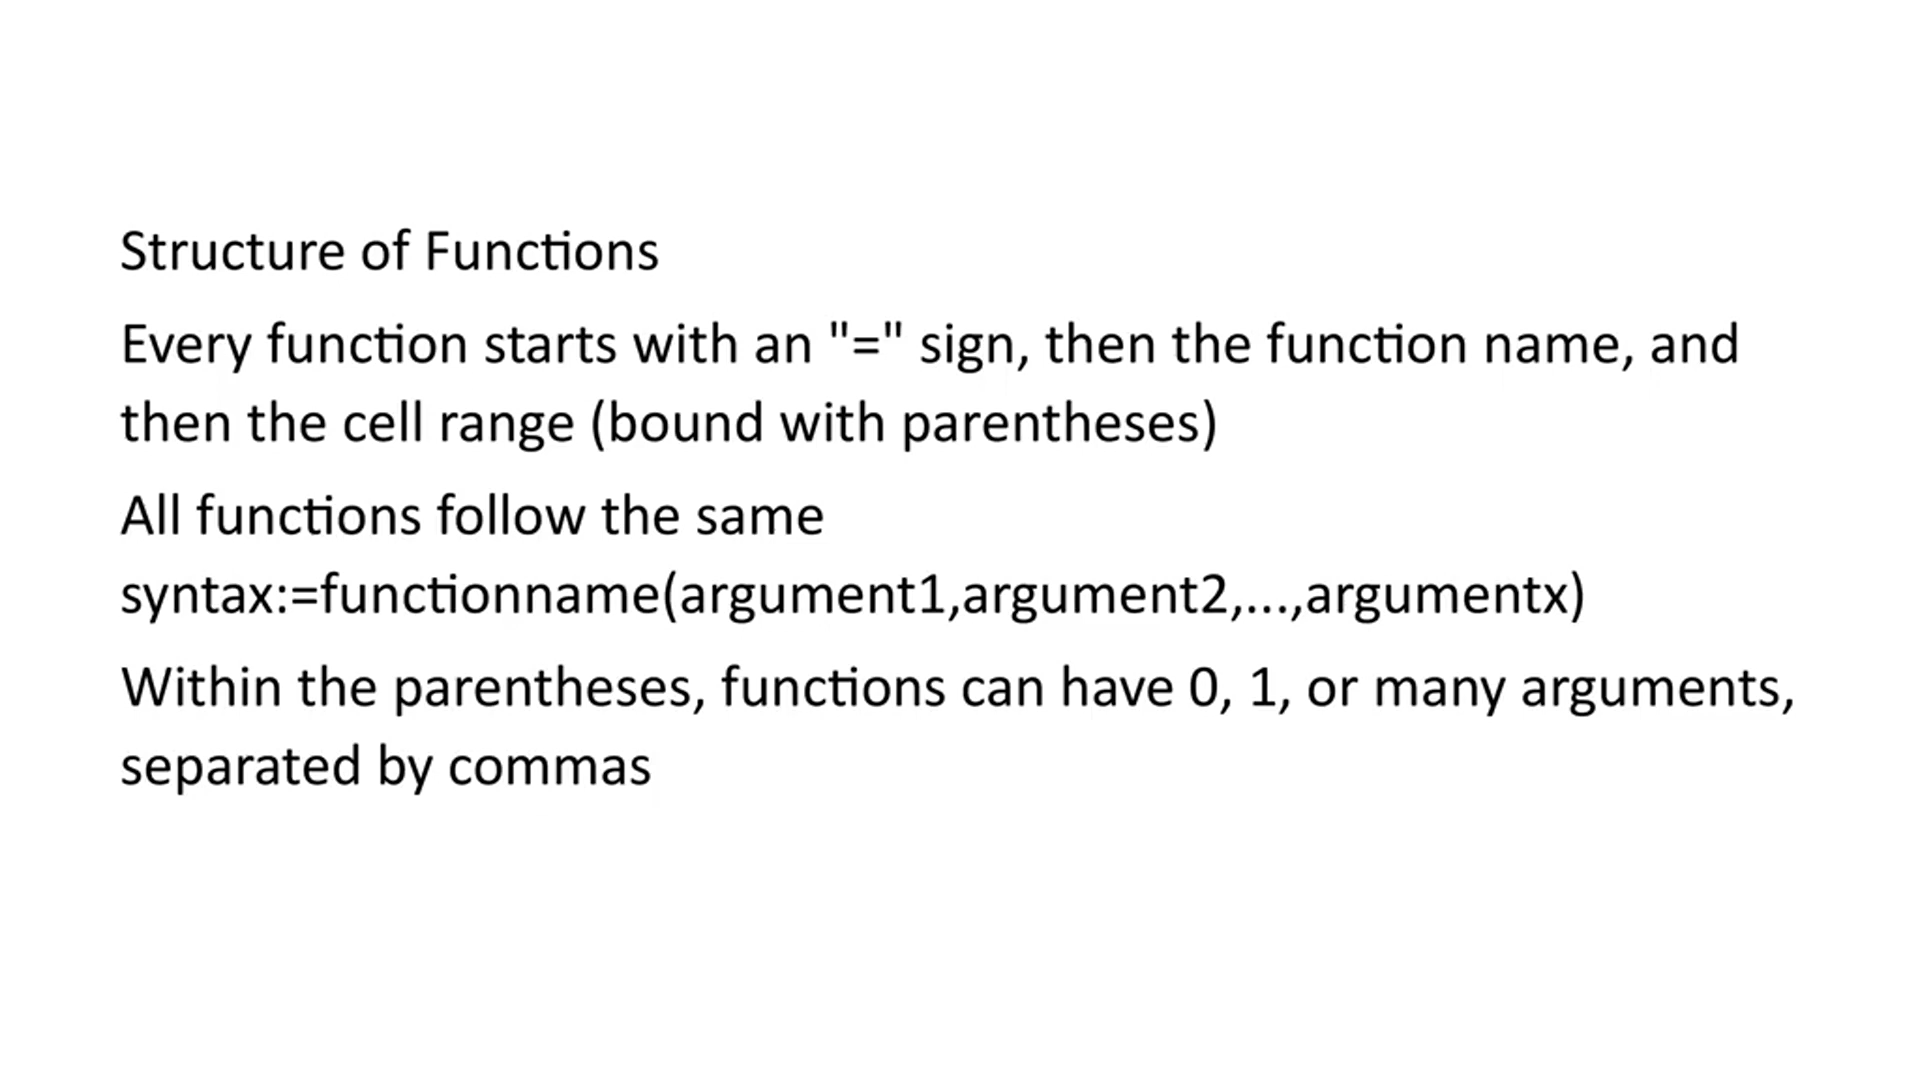 Structure of Functions
Every function starts with an "=" sign, then the function name, and
then the cell range (bound with parentheses)
All functions follow the same
syntax:=functionname(argument1,argument2,...,argumentx)
Within the parentheses, functions can have 0, 1, or many arguments,
separated by commas